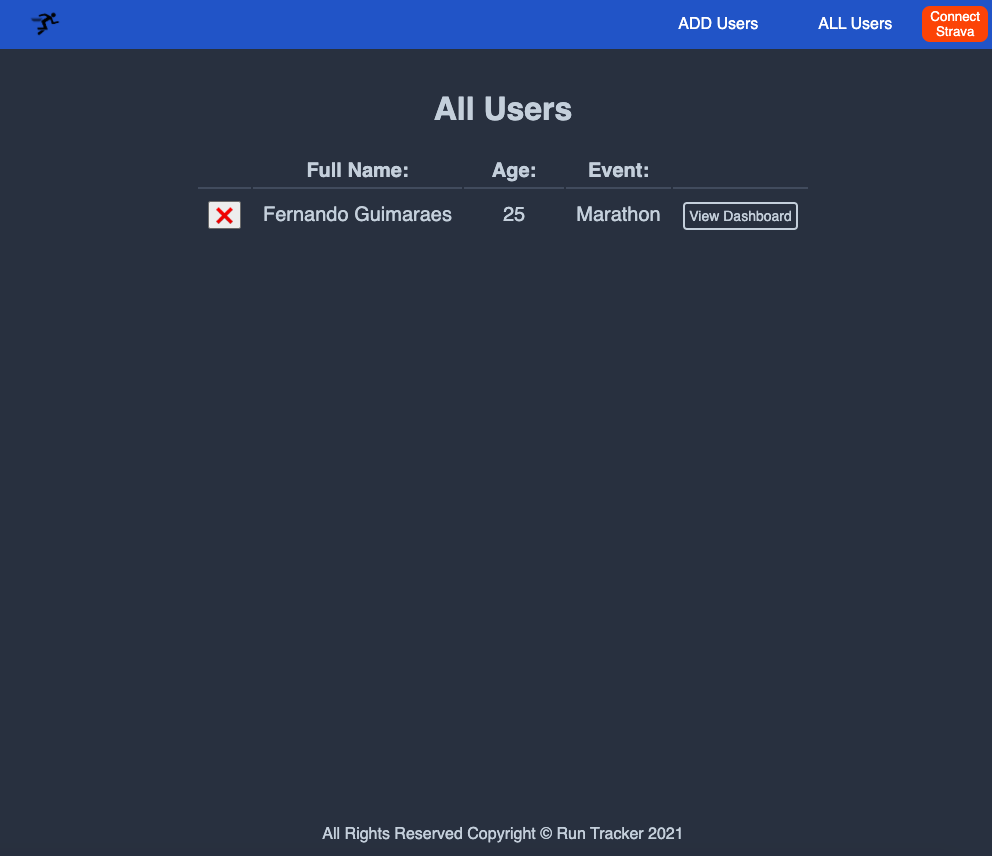 ADD Users
ALL Users
Connect
Strava
All Users
Full Name:
Age:
Event:
Fernando Guimaraes
25
Marathon
View Dashboard
All Rights Reserved Copyright © Run Tracker 2021